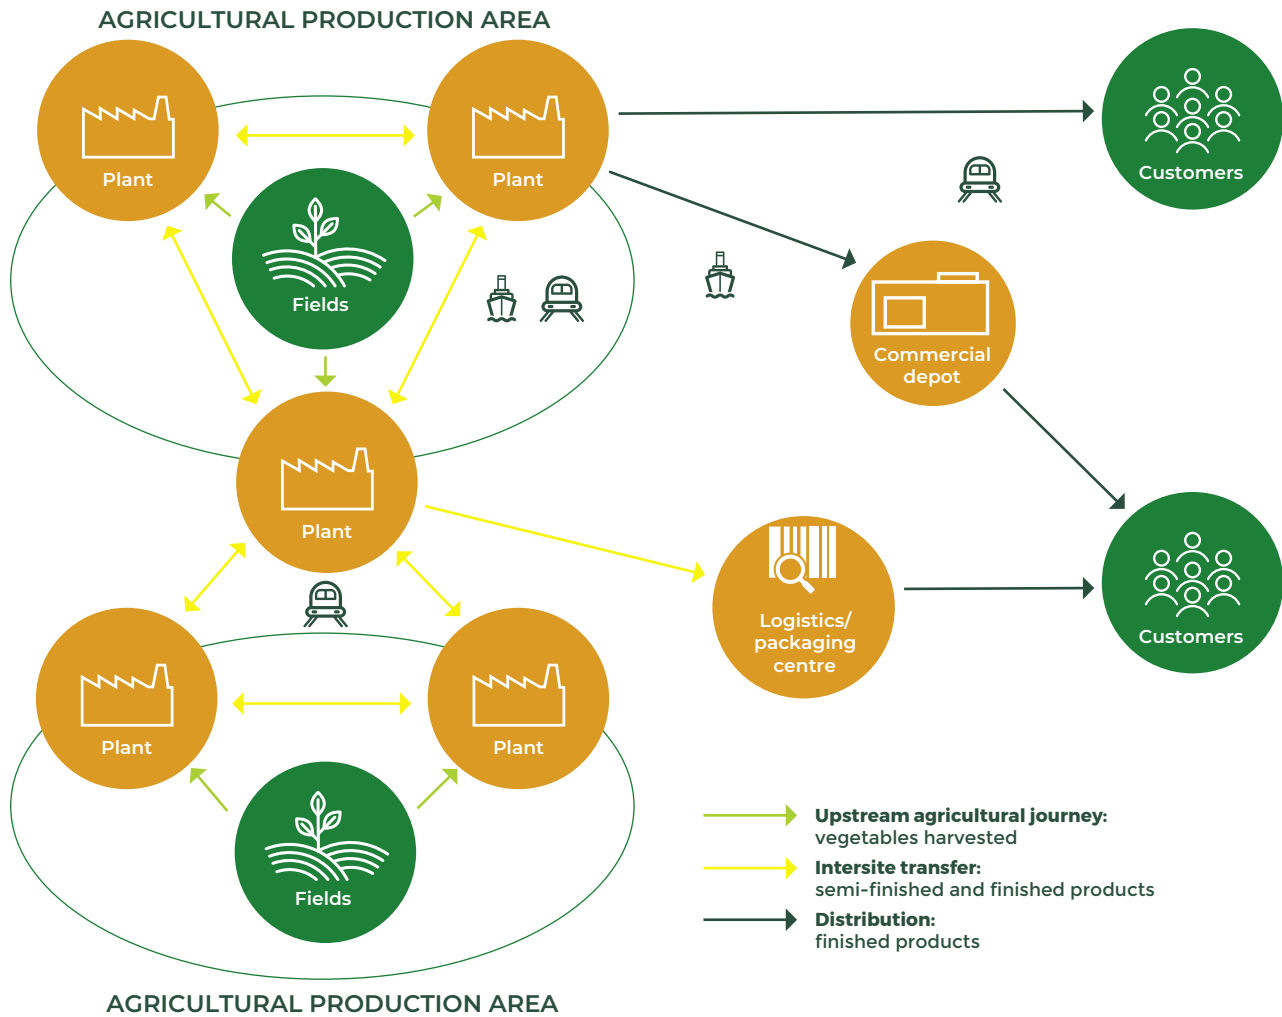 AGRICULTURAL PRODUCTION AREA
Plant
Plant
Customers
Fields
Commercial
depot
Plant
Logistics/
packaging
centre
Customers
Plant
Plant
Fields
Upstream agricultural journey:
vegetables harvested
Intersite transfer:
semi-finished and finished products
Distribution:
finished products
AGRICULTURAL PRODUCTION AREA